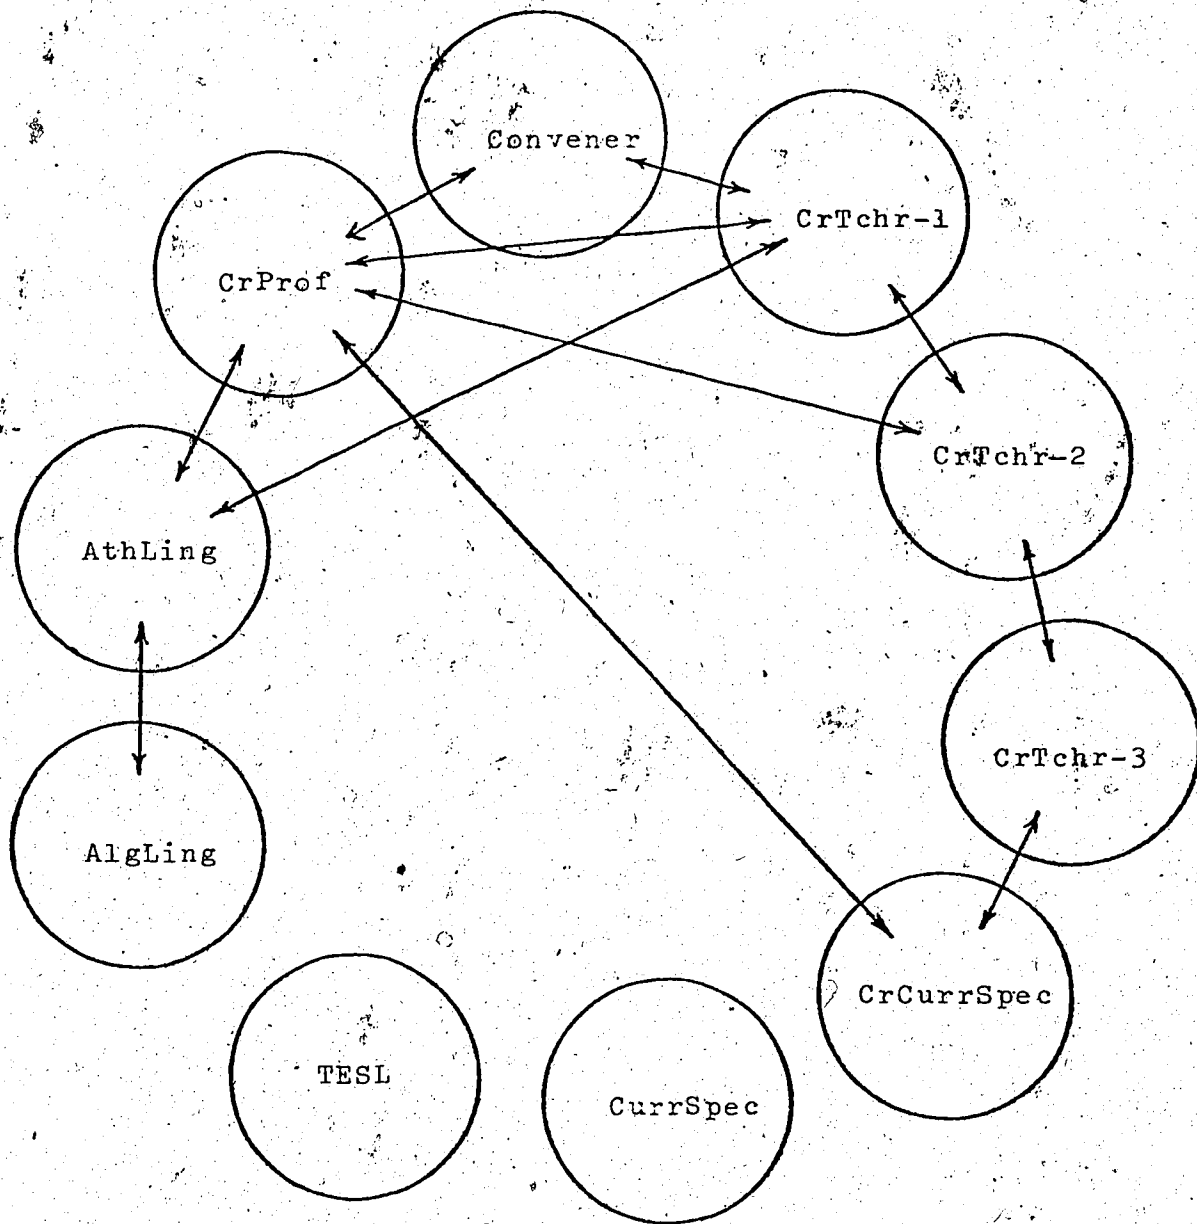 Convener
CrTchr-1
CrProf
CrTchr-2
AthLing
CrTchr-3
AlgLing
CrCurrSpec
TESL
CurrSpec